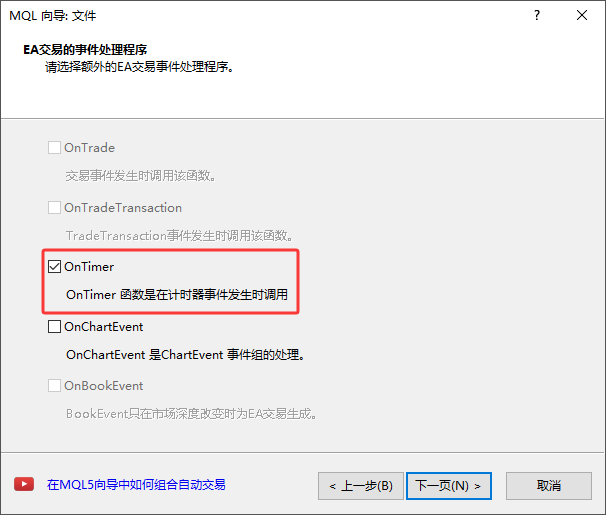 MQL 向导: 文件
?
EA交易的事件处理程序
请选择额外的EA交易事件处理程序。
OnTrade
交易事件发生时调用该函数。
OnTradeTransaction
TradeTransaction事件发生时调用该函数。
OnTimer
OnTimer 函数是在计时器事件发生时调用
OnChartEvent
OnChartEvent 是ChartEvent 事件组的处理。
OnBookEvent
BookEvent只在市场深度改变时为EA交易生成。
在MQL5向导中如何组合自动交易
< 上一步(B)
下一页(N) >
取消